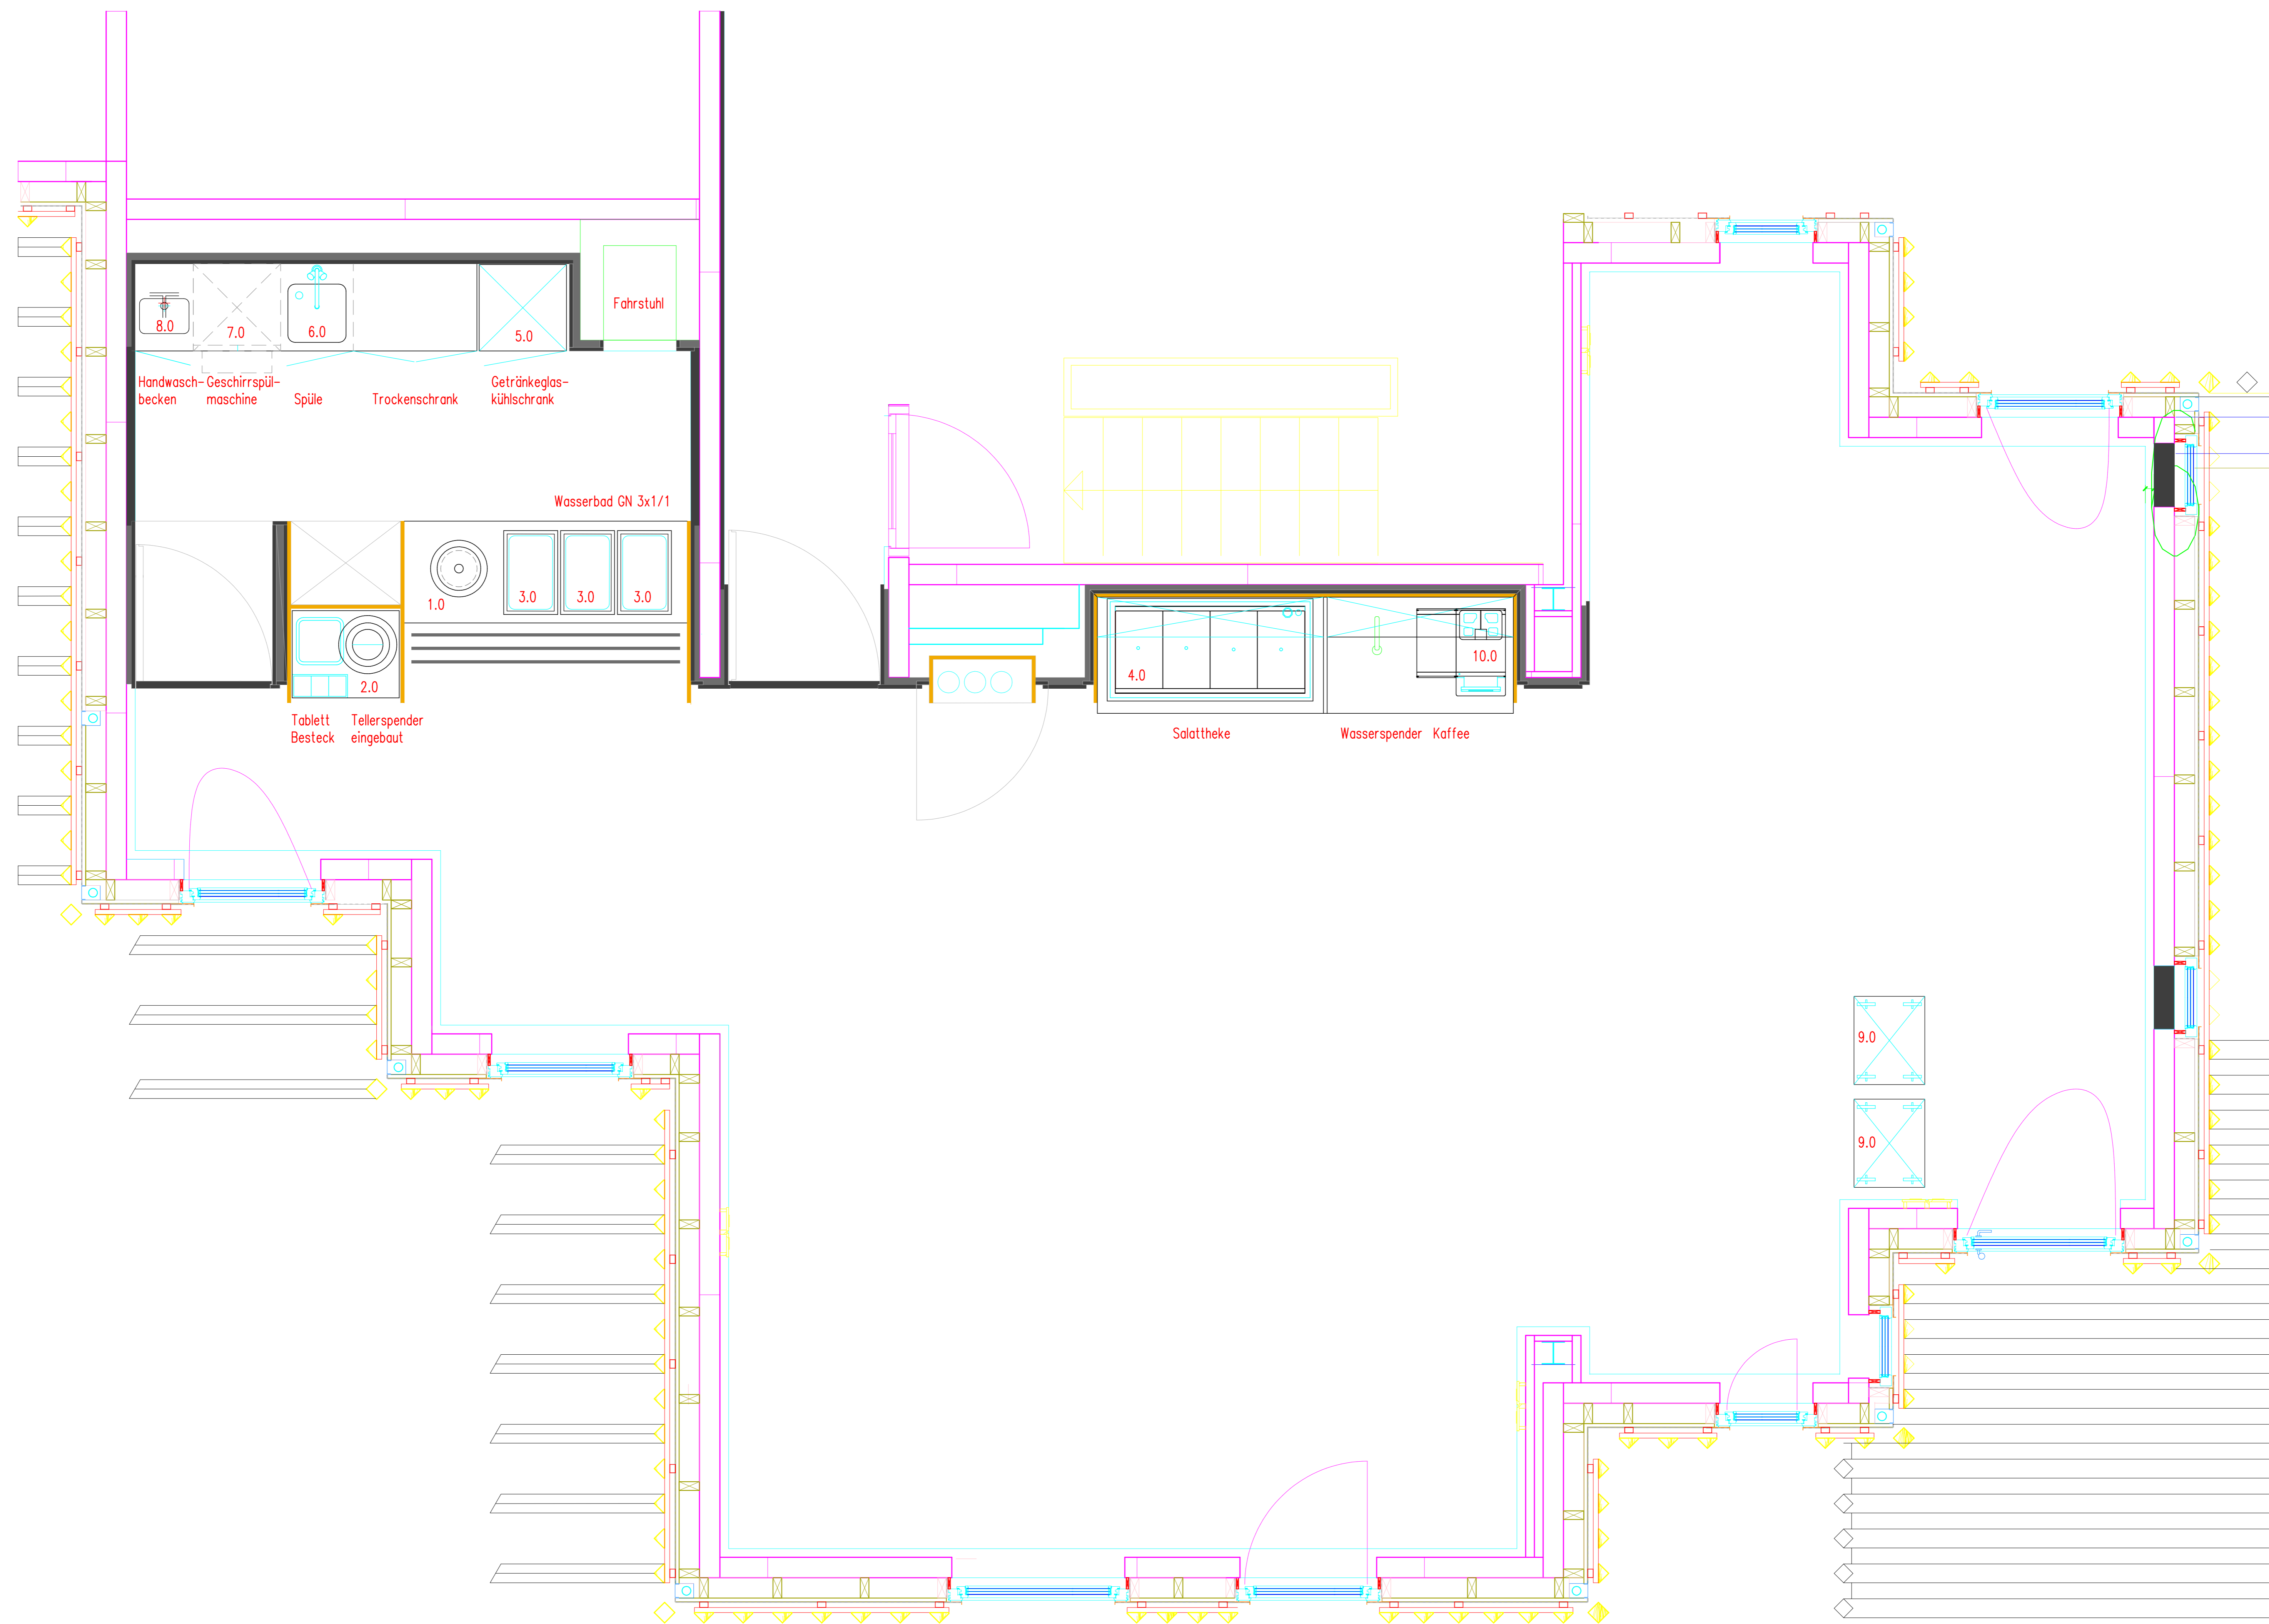 Fahrstuhl
8.0
7.0
6.0
5.0
Handwasch-
becken
Geschirrspül-
maschine
Spüle
Trockenschrank
Getränkeglas-
kühlschrank
Wasserbad GN 3x1/1
1.0
3.0
3.0
3.0
2.0
Tablett
Besteck
Tellerspender
eingebaut
4.0
10.0
Salattheke
Wasserspender
Kaffee
9.0
9.0